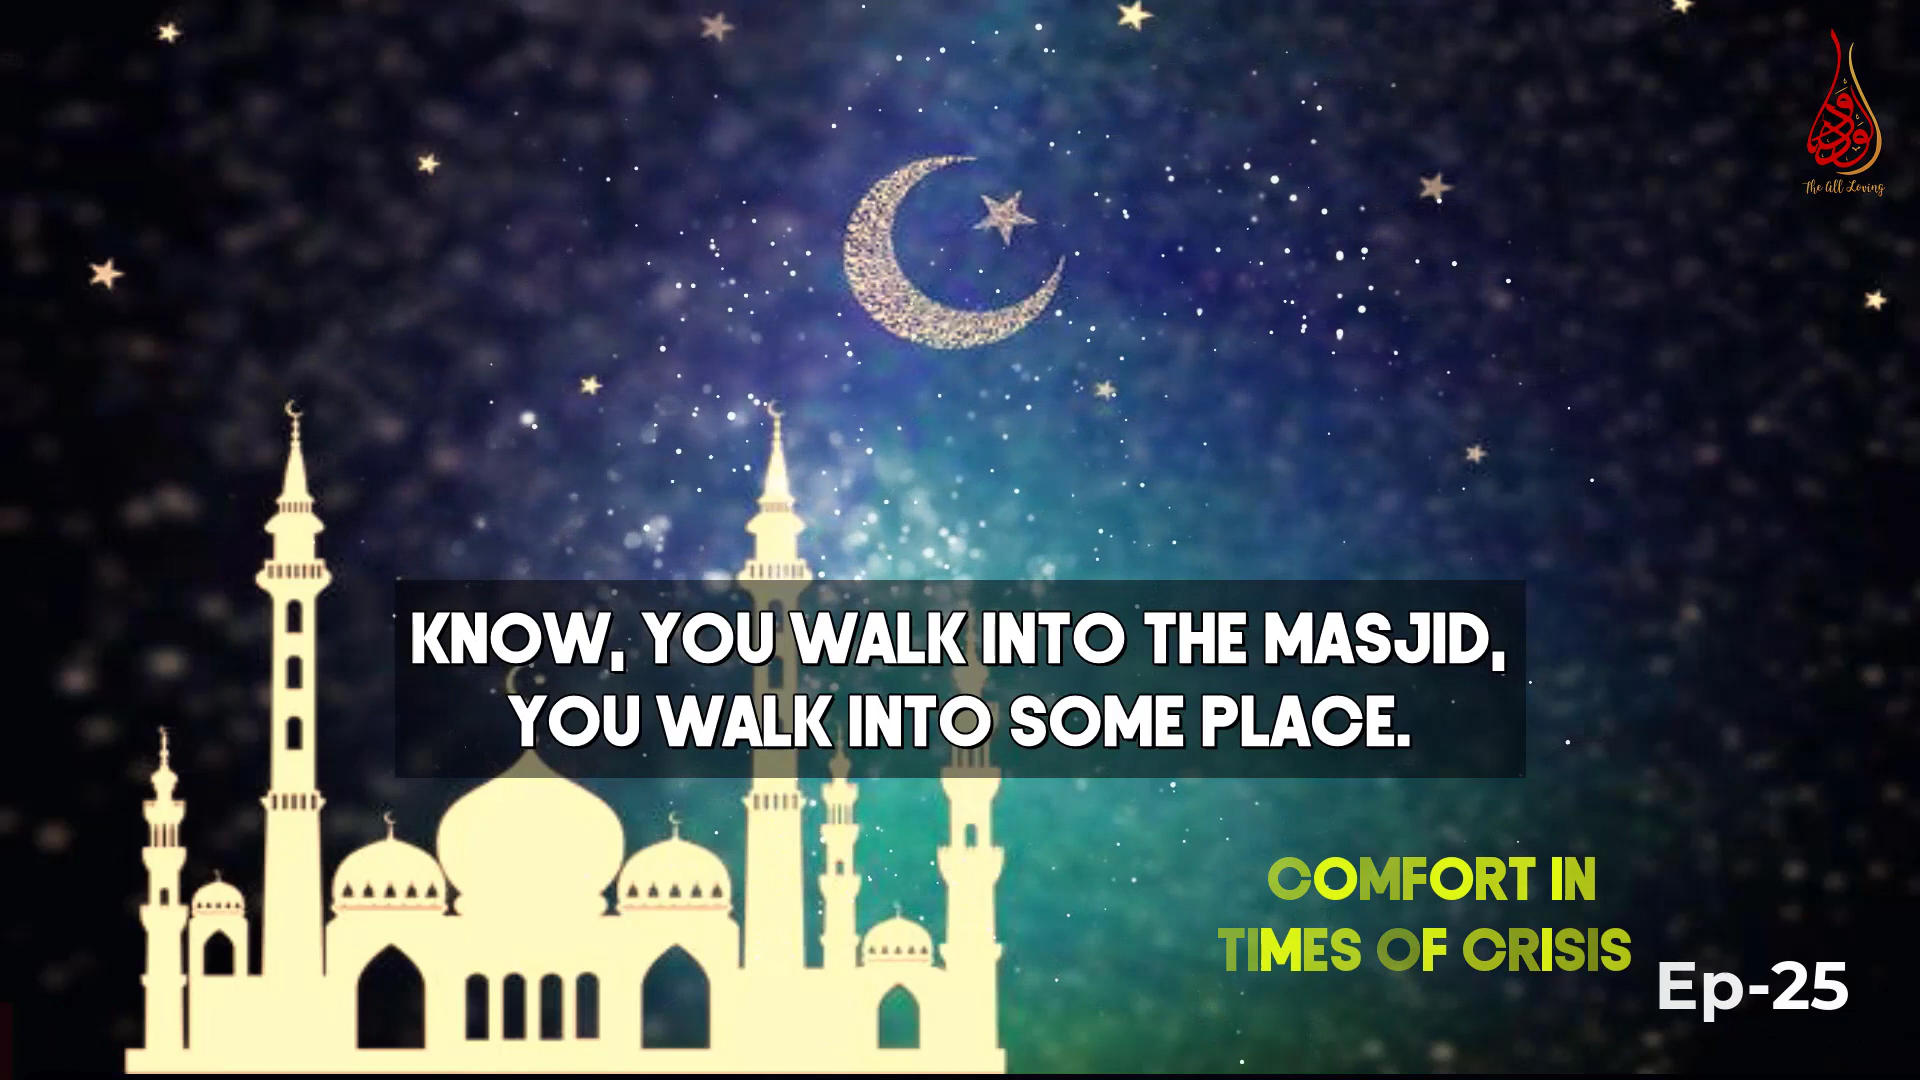 الودود
The All Loving
KNOW, YOU WALK INTO THE MASJID,
YOU WALK INTO SOME PLACE.
COMFORT IN
TIMES OF CRISIS
Ep-25